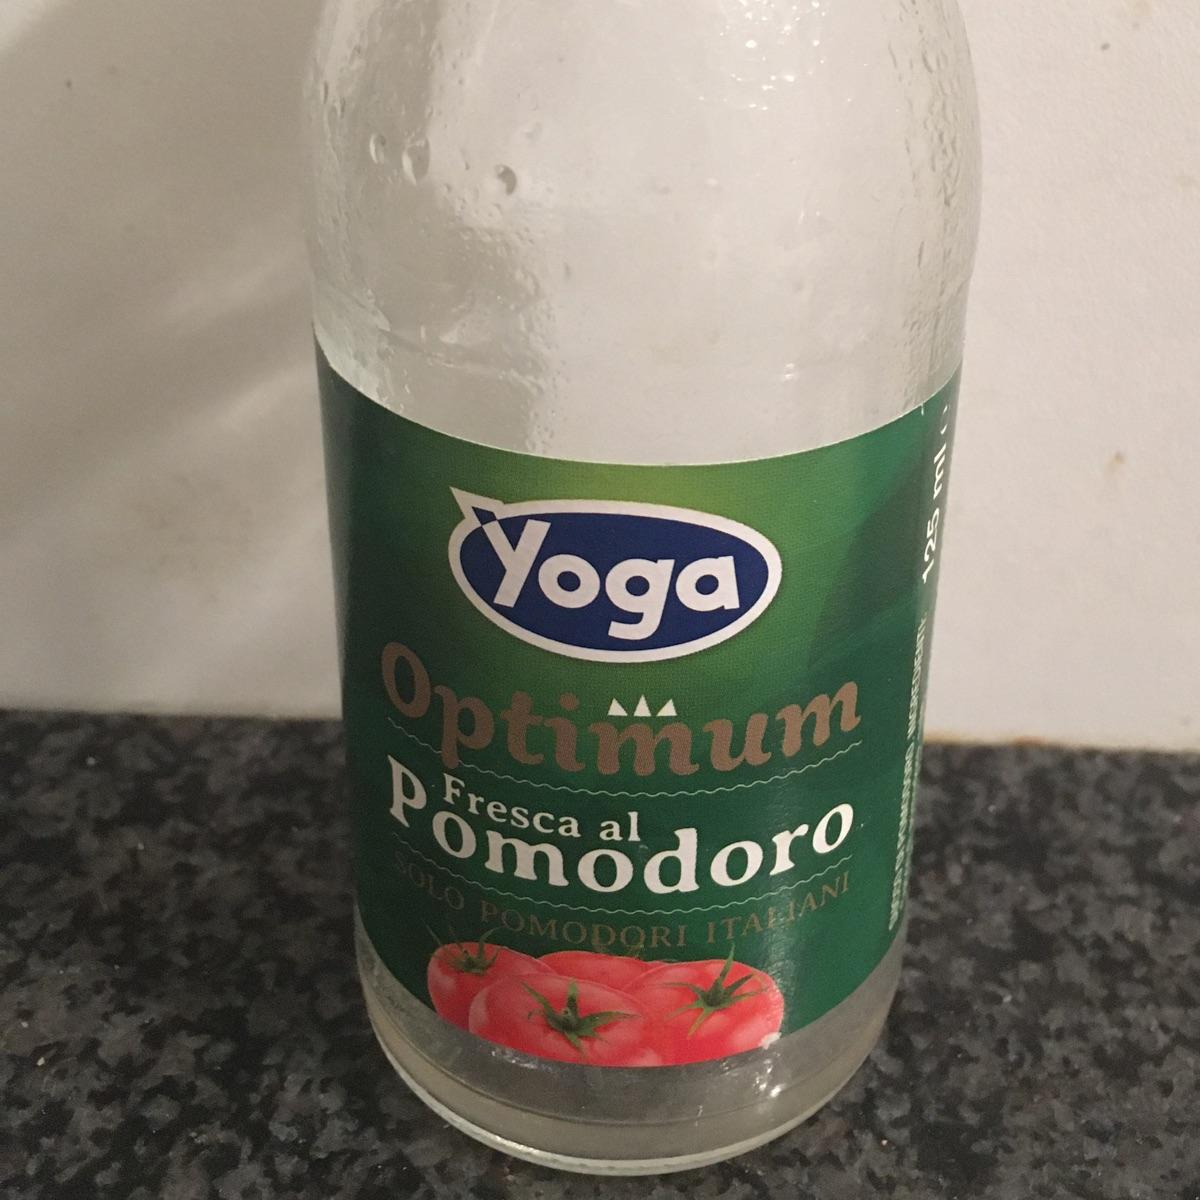 Yoga
Optimum
Fresca al
Pomodoro
SOLO POMODORI ITALIANI
125 ml